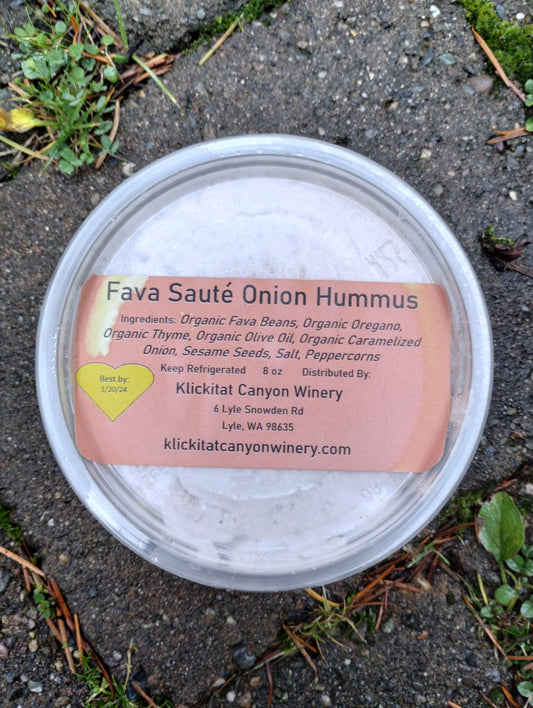 Fava Sauté Onion Hummus
Ingredients: Organic Fava Beans, Organic Oregano,
Organic Thyme, Organic Olive Oil, Organic Caramelized
Onion, Sesame Seeds, Salt, Peppercorns
Keep Refrigerated 8 oz Distributed By:
Best by:
1/20/24
Klickitat Canyon Winery
6 Lyle Snowden Rd
Lyle, WA 98635
klickitatcanyonwinery.com